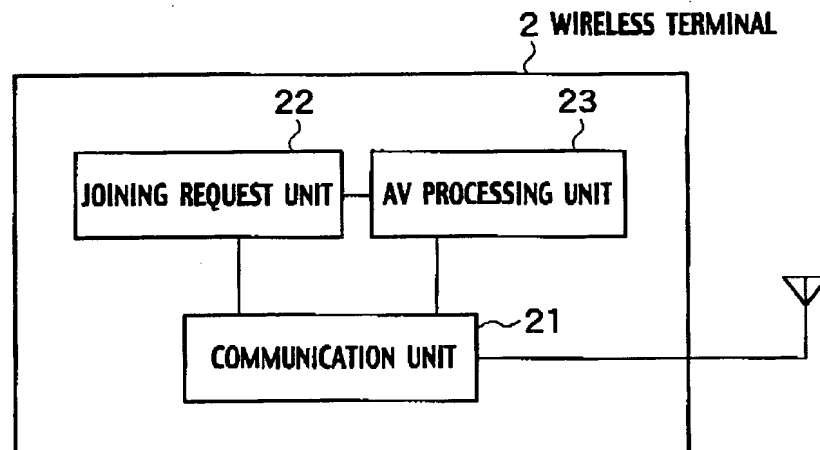 2 WIRELESS TERMINAL
22
23
JOINING REQUEST UNIT
AV PROCESSING UNIT
21
COMMUNICATION UNIT